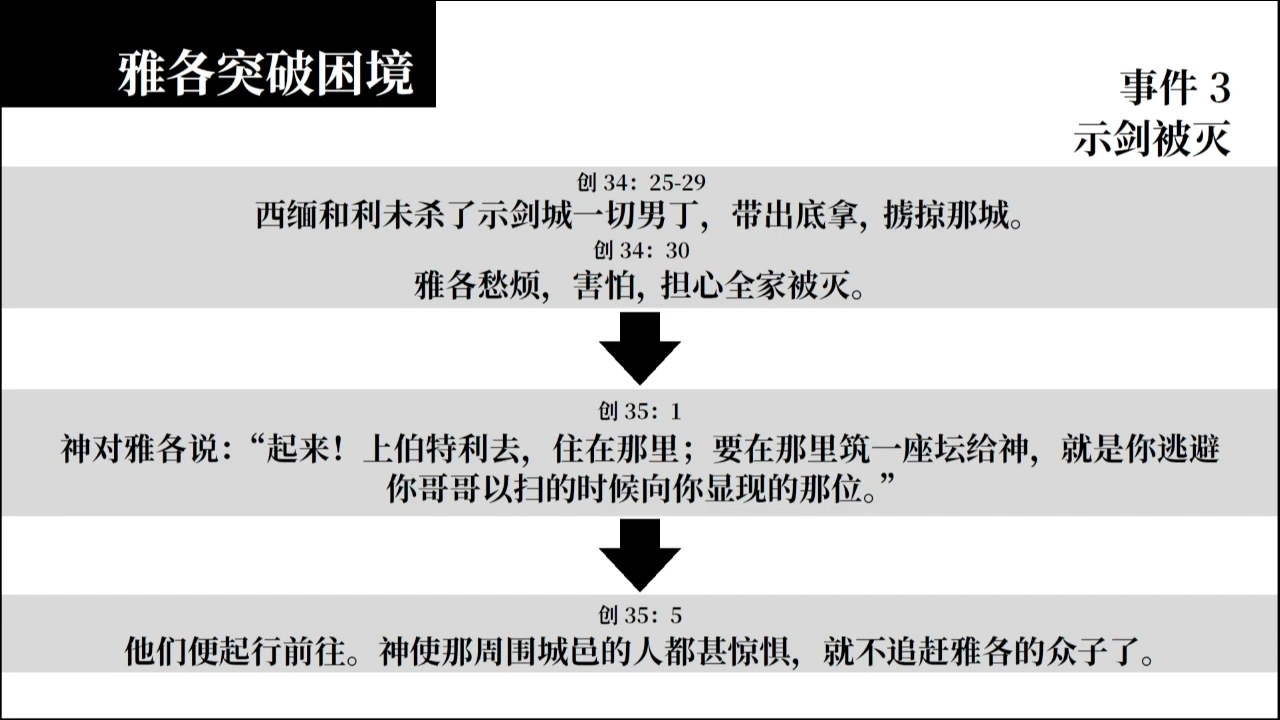 雅各突破困境
事件 3
示剑被灭
创 34：25-29
西缅和利未杀了示剑城一切男丁，带出底拿, 掳掠那城。
创 34：30
雅各愁烦，害怕, 担心全家被灭。
创 35：1
神对雅各说：“起来！上伯特利去，住在那里；要在那里筑一座坛给神，就是你逃避
你哥哥以扫的时候向你显现的那位。”
创 35：5
他们便起行前往。神使那周围城邑的人都甚惊惧，就不追赶雅各的众子了。